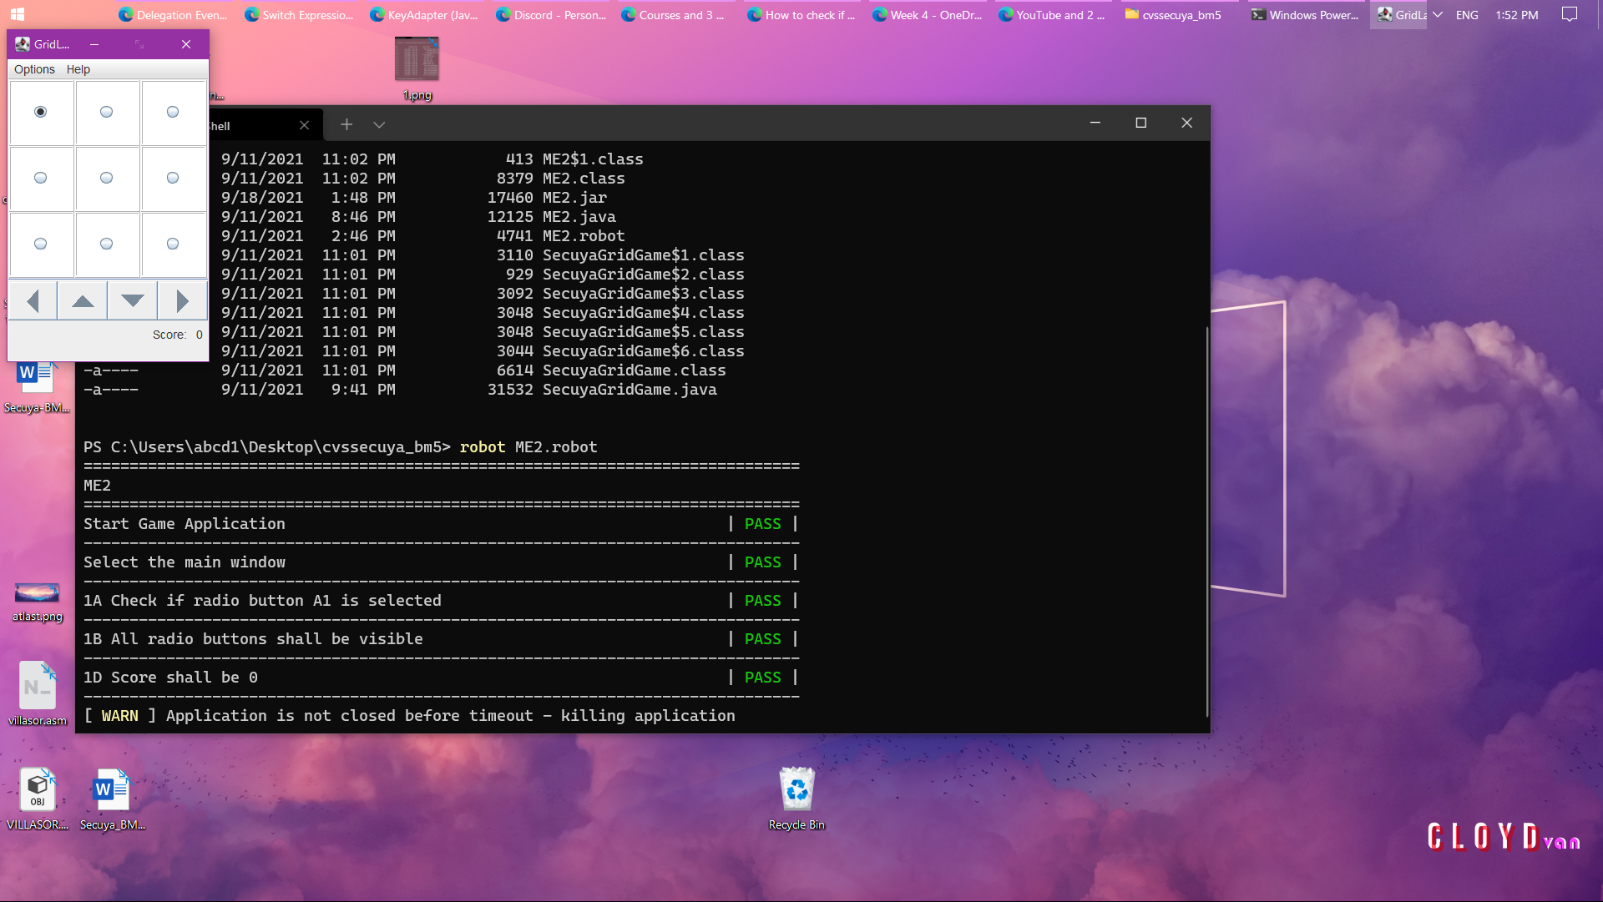 Delegation Even...
Switch Expressio...
KeyAdapter (Jav...
Discord - Person...
Courses and 3 ...
How to check if ...
Week 4 - OneDr...
YouTube and 2 ...
cvssecuya_bm5
Windows Power...
GridLa
ENG
1:52 PM
GridL...
Options Help
Score: 0
1.png
hell
9/11/2021 11:02 PM 413 ME2$1.class
9/11/2021 11:02 PM 8379 ME2.class
9/18/2021 1:48 PM 17460 ME2.jar
9/11/2021 8:46 PM 12125 ME2.java
9/11/2021 2:46 PM 4741 ME2.robot
9/11/2021 11:01 PM 3110 SecuyaGridGame$1.class
9/11/2021 11:01 PM 929 SecuyaGridGame$2.class
9/11/2021 11:01 PM 3092 SecuyaGridGame$3.class
9/11/2021 11:01 PM 3048 SecuyaGridGame$4.class
9/11/2021 11:01 PM 3048 SecuyaGridGame$5.class
9/11/2021 11:01 PM 3044 SecuyaGridGame$6.class
-a---- 9/11/2021 11:01 PM 6614 SecuyaGridGame.class
-a---- 9/11/2021 9:41 PM 31532 SecuyaGridGame.java
PS C:\Users\abcd1\Desktop\cvssecuya_bm5> robot ME2.robot
==============================================================================
ME2
==============================================================================
Start Game Application | PASS |
------------------------------------------------------------------------------
Select the main window | PASS |
------------------------------------------------------------------------------
1A Check if radio button A1 is selected | PASS |
------------------------------------------------------------------------------
1B All radio buttons shall be visible | PASS |
------------------------------------------------------------------------------
1D Score shall be 0 | PASS |
------------------------------------------------------------------------------
[ WARN ] Application is not closed before timeout - killing application
Secuya-BM...
atlast.png
N_
villasor.asm
OBJ
VILLASOR....
Secuya_BM...
Recycle Bin
CLOYDvan